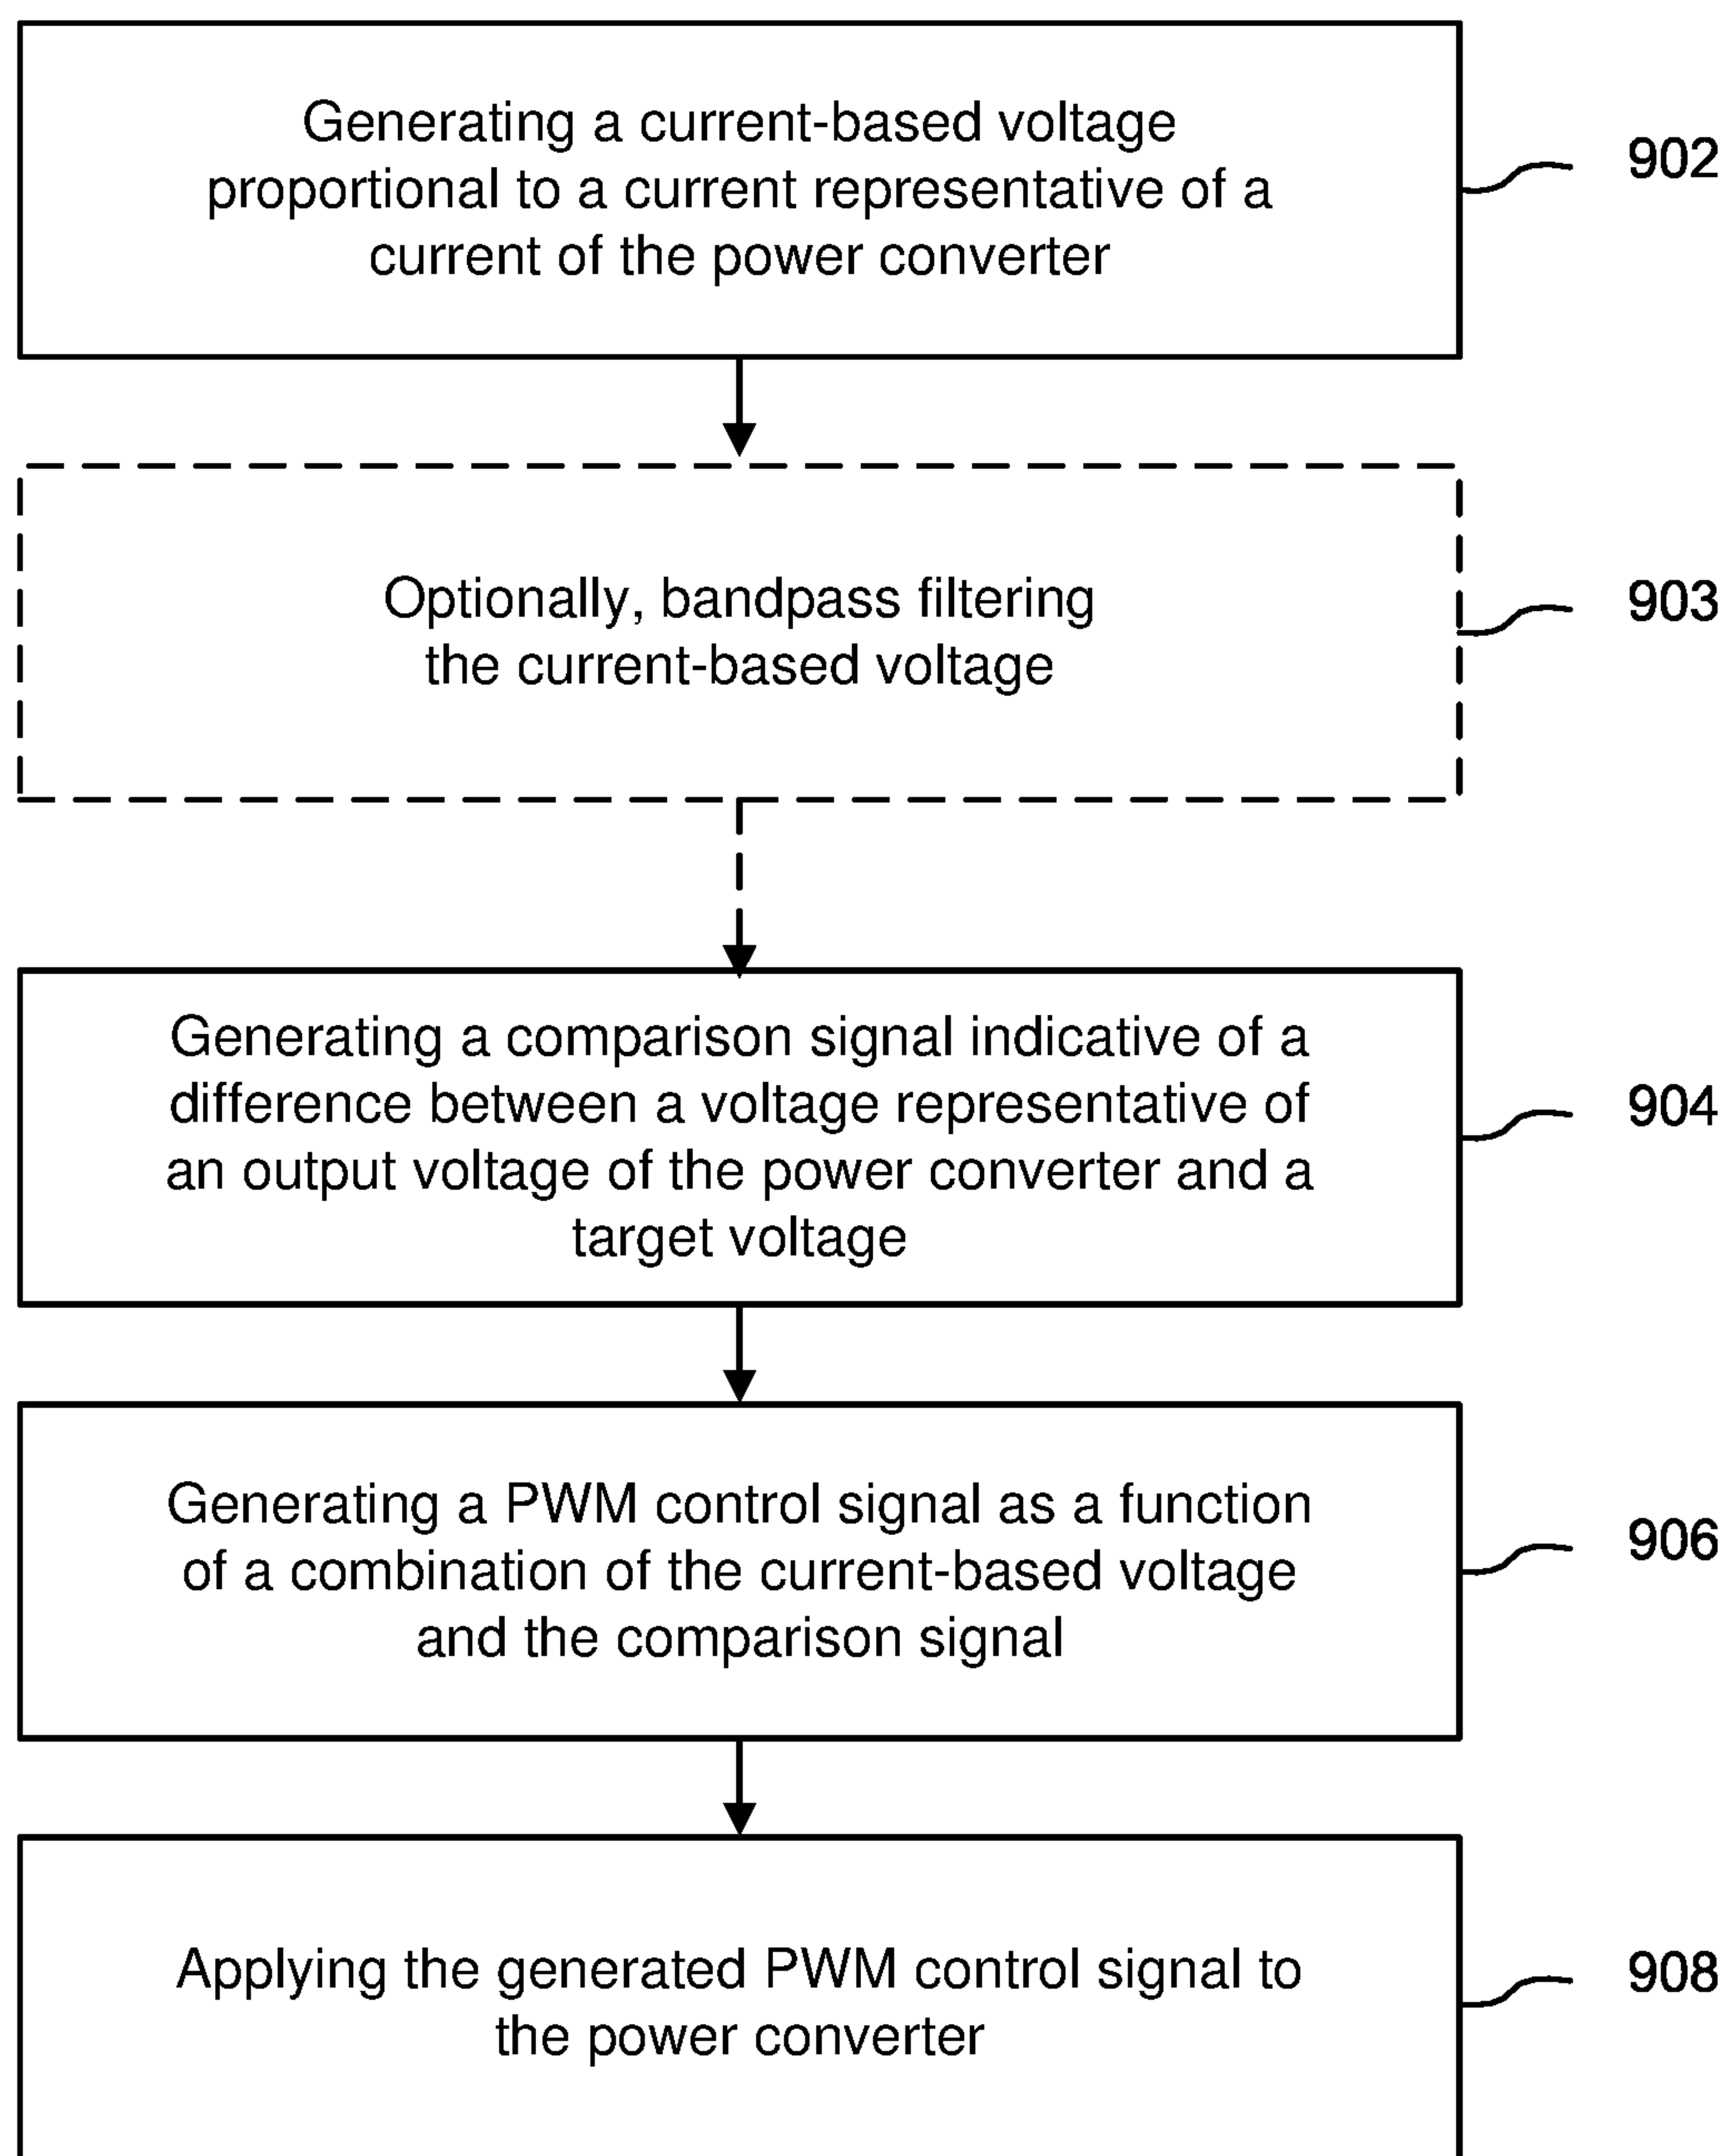 Generating a current-based voltage
proportional to a current representative of a
current of the power converter
902
Optionally, bandpass filtering
the current-based voltage
903
Generating a comparison signal indicative of a
difference between a voltage representative of
an output voltage of the power converter and a
target voltage
904
Generating a PWM control signal as a function
of a combination of the current-based voltage
and the comparison signal
906
Applying the generated PWM control signal to
the power converter
908